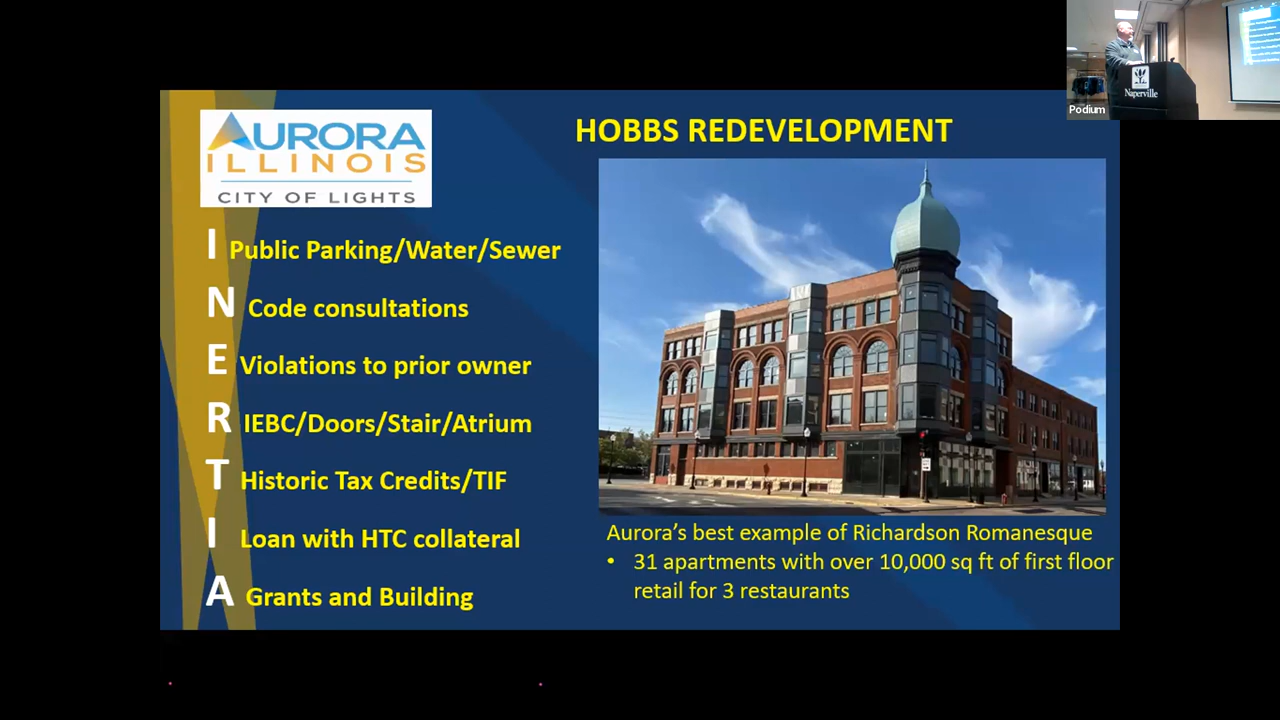 AURORA
ILLINOIS
CITY OF LIGHTS
HOBBS REDEVELOPMENT
I Public Parking/Water/Sewer
N Code consultations
E Violations to prior owner
R IEBC/Doors/Stair/Atrium
T Historic Tax Credits/TIF
I Loan with HTC collateral
A Grants and Building
Aurora's best example of Richardson Romanesque
• 31 apartments with over 10,000 sq ft of first floor
retail for 3 restaurants
Naperville
Podium